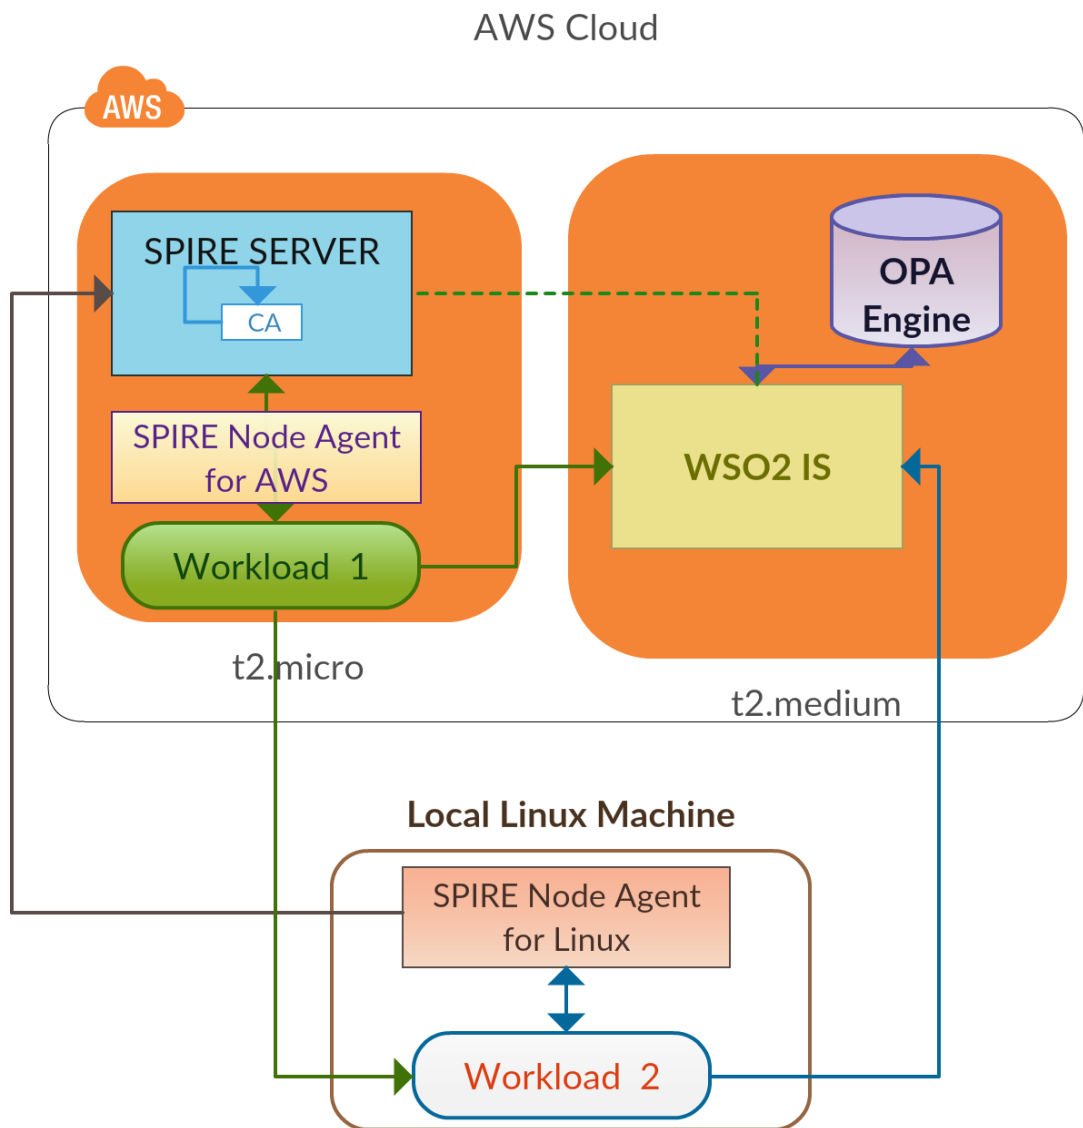 AWS Cloud
AWS
SPIRE SERVER
CA
OPA
Engine
SPIRE Node Agent
for AWS
WSO2 IS
Workload 1
t2.micro
t2.medium
Local Linux Machine
SPIRE Node Agent
for Linux
Workload 2